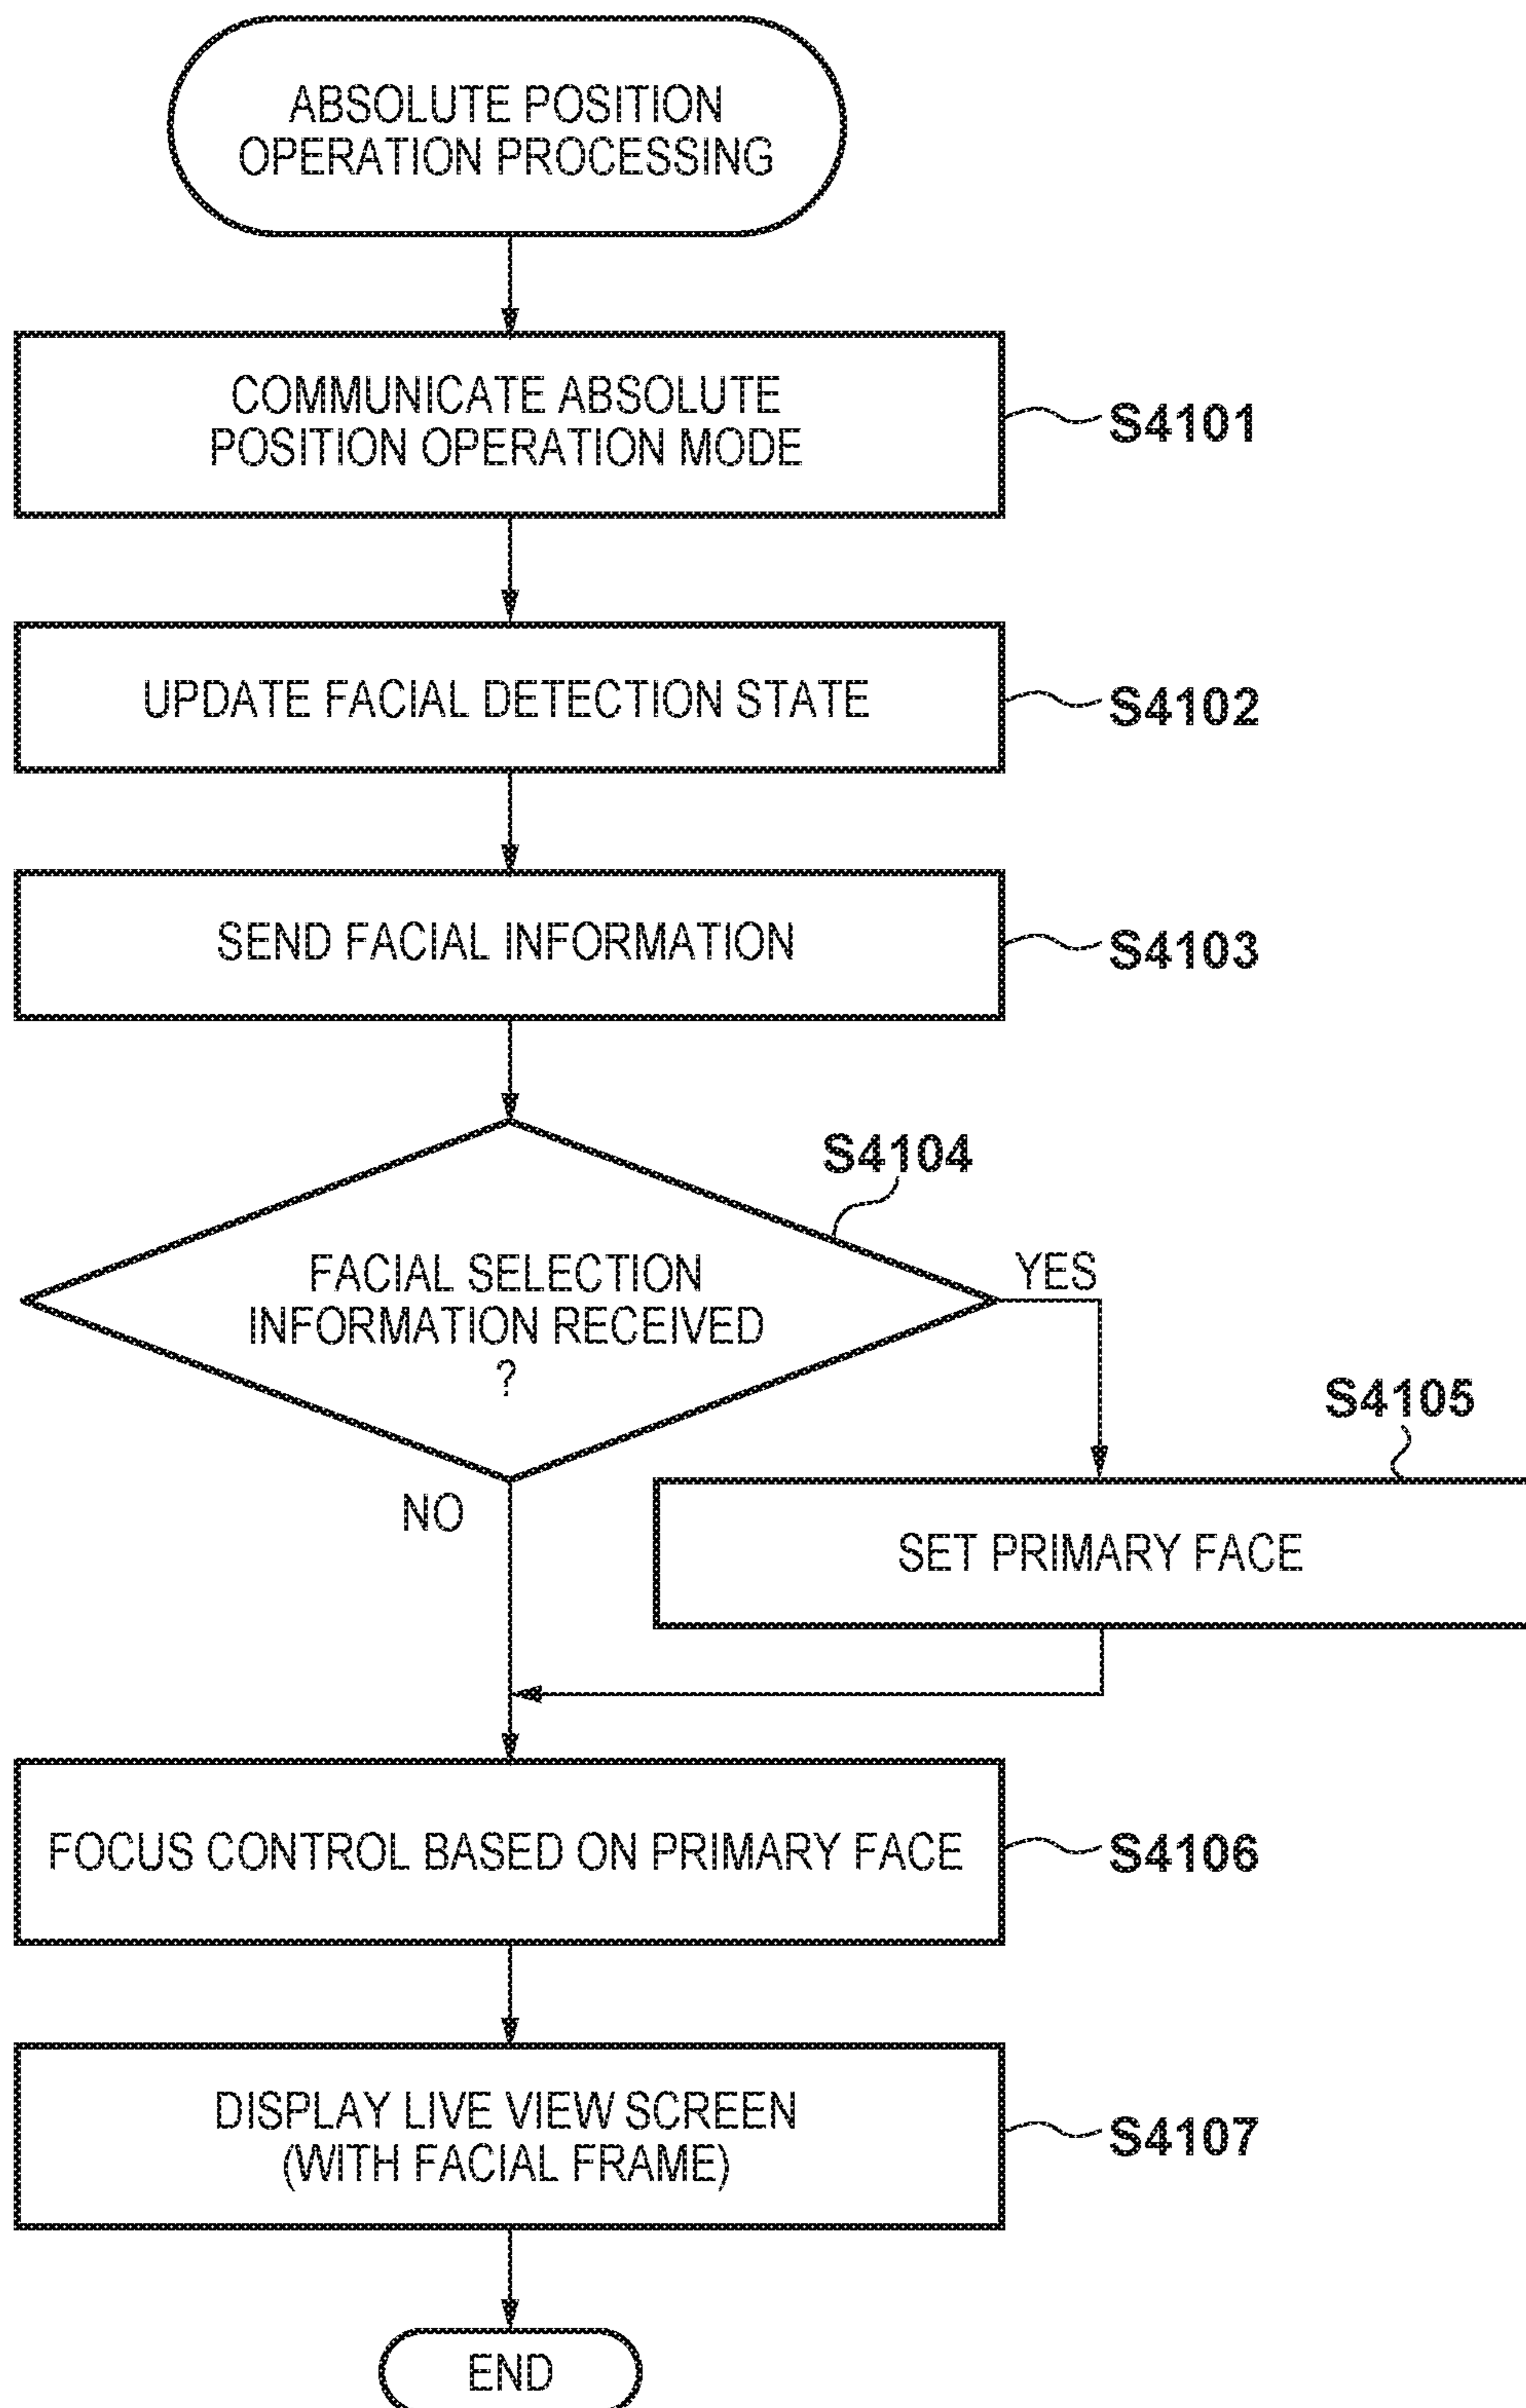 ABSOLUTE POSITION
OPERATION PROCESSING
COMMUNICATE ABSOLUTE
POSITION OPERATION MODE
S4101
UPDATE FACIAL DETECTION STATE
S4102
SEND FACIAL INFORMATION
S4103
S4104
FACIAL SELECTION
INFORMATION RECEIVED
?
YES
NO
S4105
SET PRIMARY FACE
FOCUS CONTROL BASED ON PRIMARY FACE
S4106
DISPLAY LIVE VIEW SCREEN
(WITH FACIAL FRAME)
S4107
END